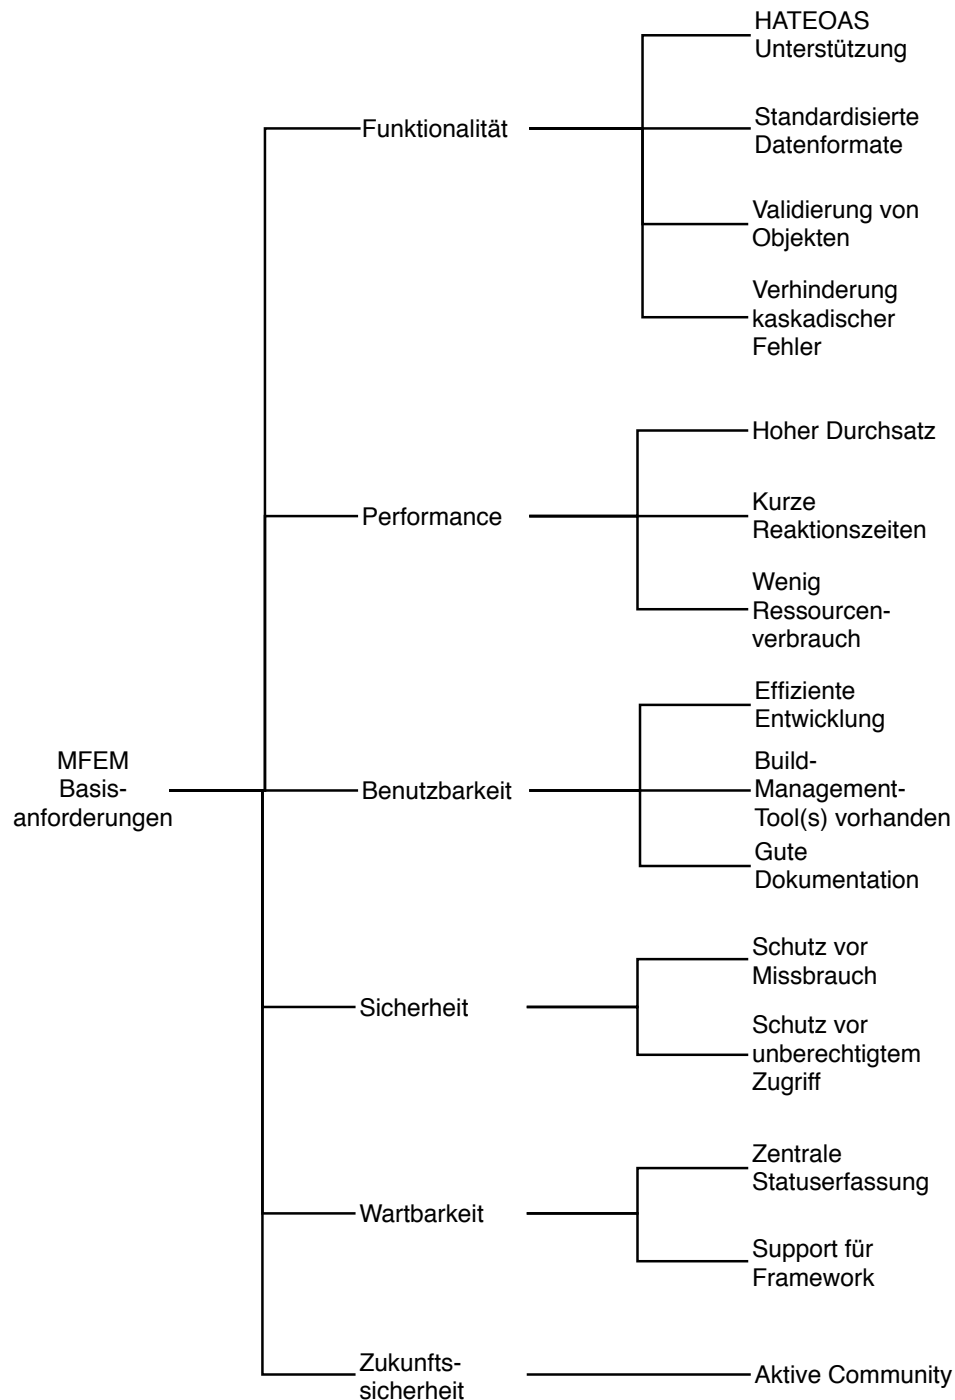 MFEM
Basis-
anforderungen
Funktionalität
HATEOAS
Unterstützung
Standardisierte
Datenformate
Validierung von
Objekten
Verhinderung
kaskadischer
Fehler
Performance
Hoher Durchsatz
Kurze
Reaktionszeiten
Wenig
Ressourcen-
verbrauch
Benutzbarkeit
Effiziente
Entwicklung
Build-
Management-
Tool(s) vorhanden
Gute
Dokumentation
Sicherheit
Schutz vor
Missbrauch
Schutz vor
unberechtigtem
Zugriff
Wartbarkeit
Zentrale
Statuserfassung
Support für
Framework
Zukunfts-
sicherheit
Aktive Community